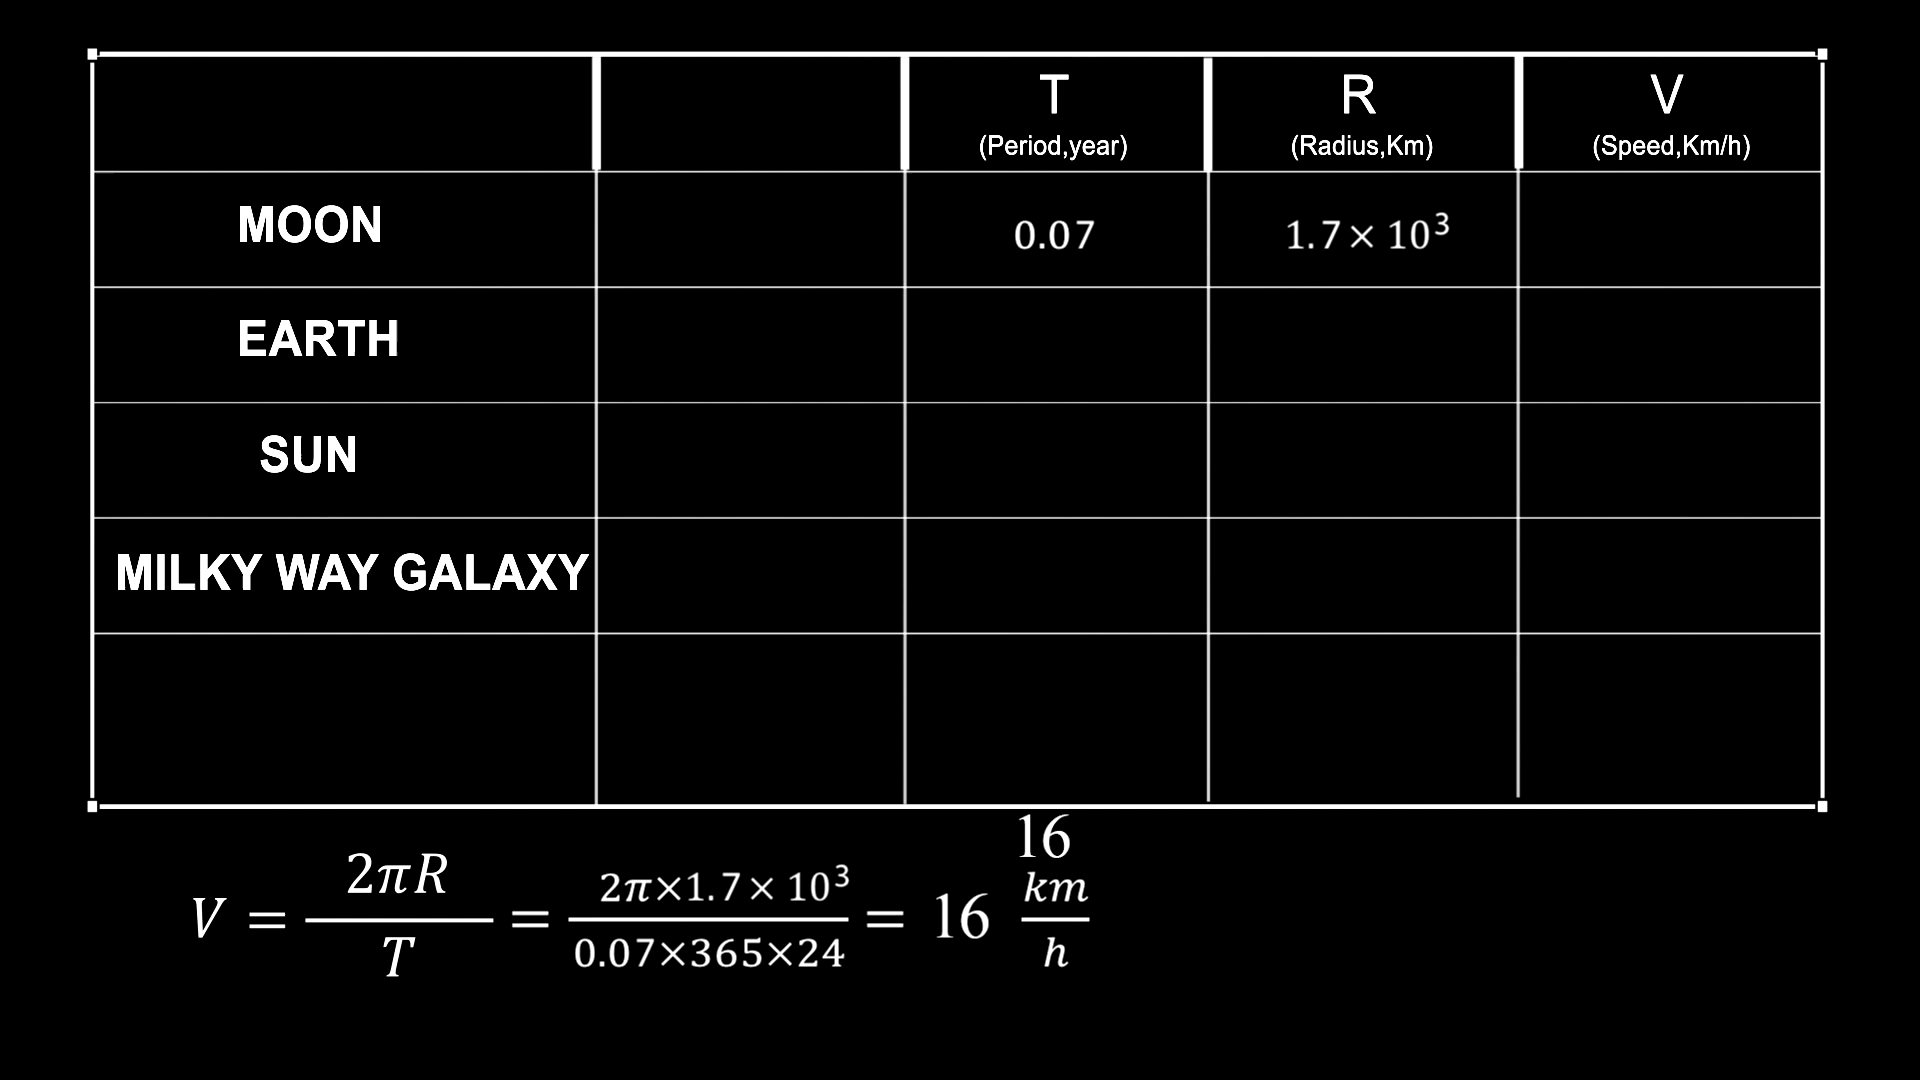 T R V
(Period,year) (Radius,Km) (Speed,Km/h)
MOON 0.07 1.7×10³
EARTH
SUN
MILKY WAY GALAXY
16
V = 2πR / T = 2π×1.7×10³ / 0.07×365×24 = 16 km / h